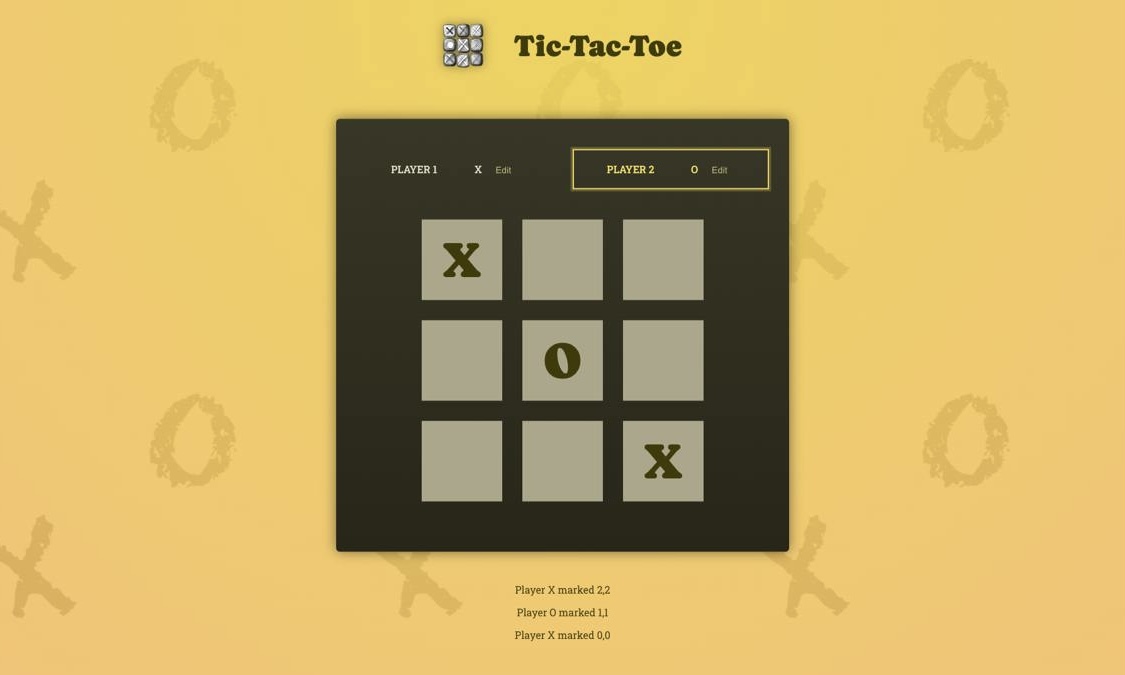 Tic-Tac-Toe
PLAYER 1 X Edit
PLAYER 2 O Edit
X
O
X
Player X marked 2,2
Player O marked 1,1
Player X marked 0,0